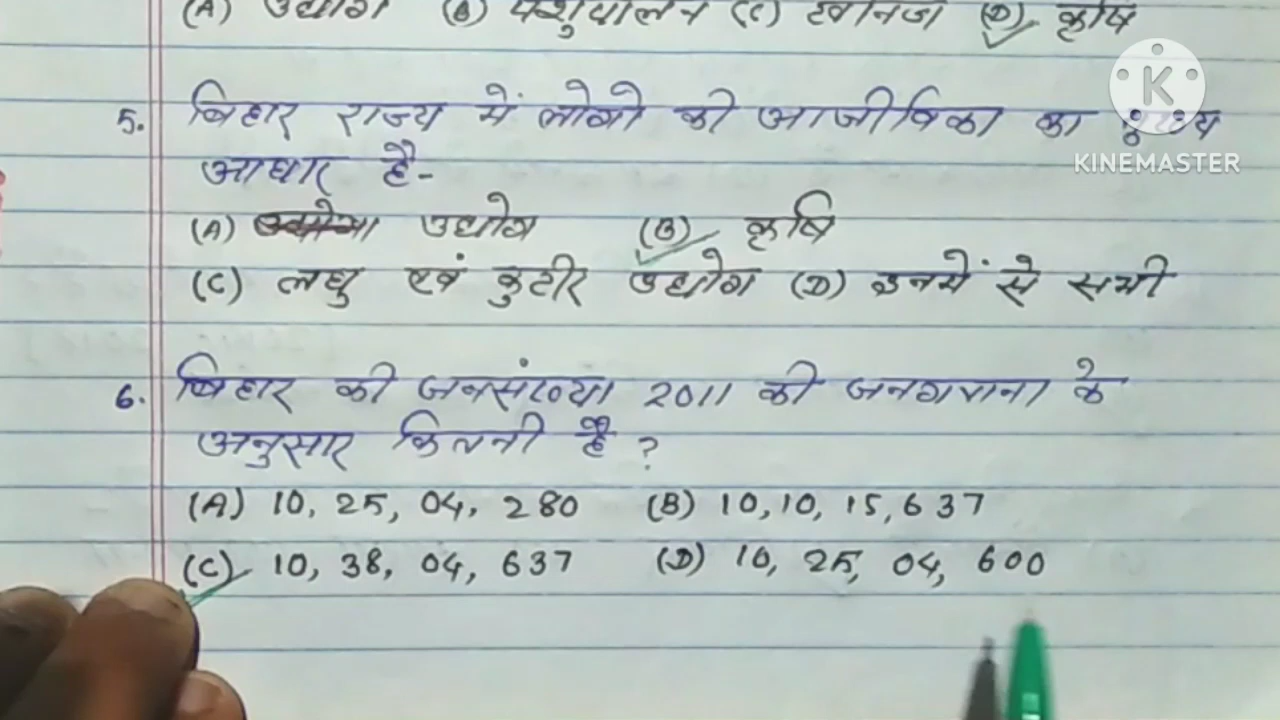 (A) उद्योग (B) पशुपालन (C) खनिज (D) कृषि
5. बिहार राज्य में लोगो की आजीविका का मुख्य
आधार है-
(A) उद्योग (B) कृषि
(C) लघु एवं कुटीर उद्योग (D) इनमें से सभी
6. बिहार की जनसंख्या 2011 की जनगणना के
अनुसार कितनी है ?
(A) 10, 25, 04, 280 (B) 10,10, 15,637
(C) 10, 38, 04, 637 (D) 10, 25, 04, 600
K
KINEMASTER